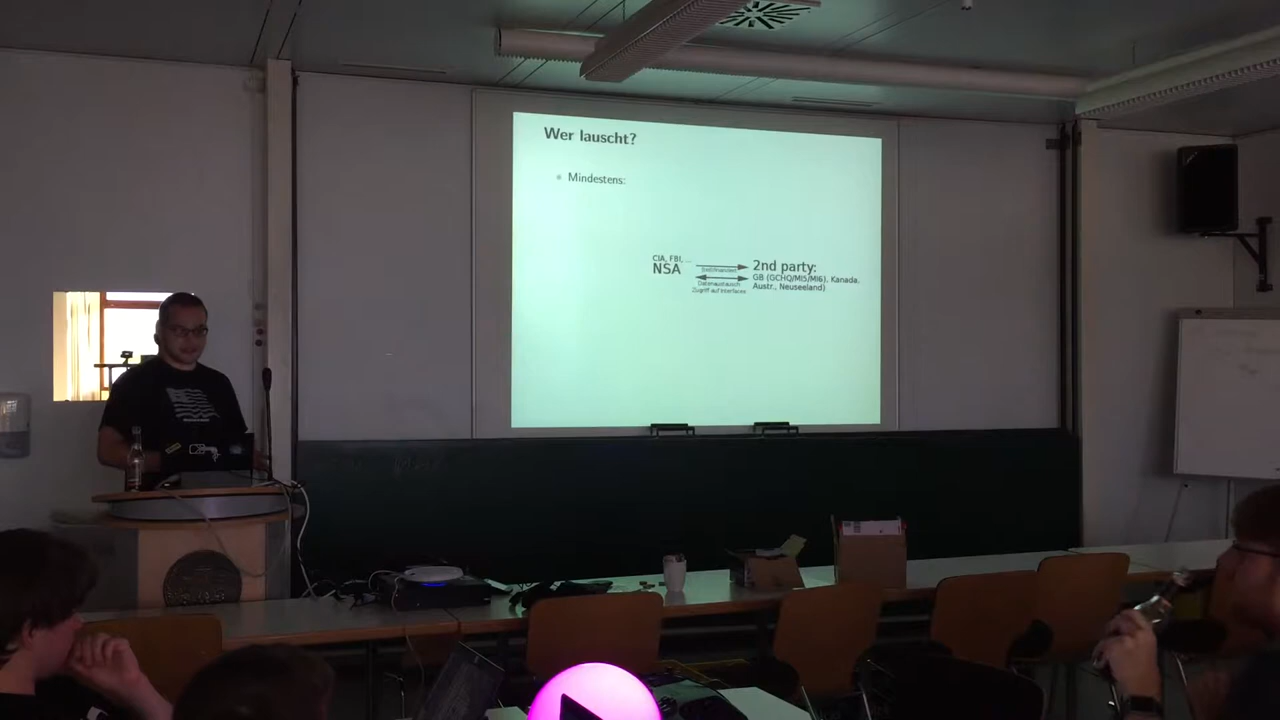 Wer lauscht?
Mindestens:
CIA, FBI, ...
NSA
2nd party:
GB (GCHQ/MI5/MI6), Kanada,
Austr., Neuseeland)
Datenaustausch
Zugriff auf Interfaces